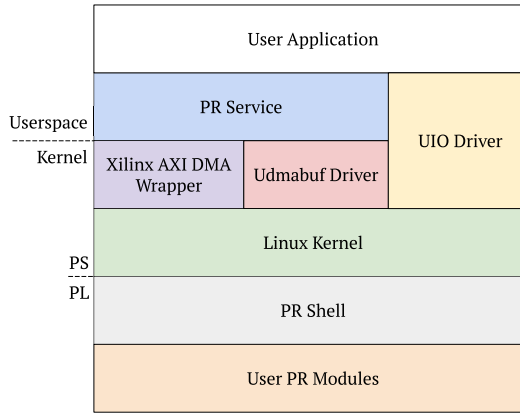 User Application
PR Service
UIO Driver
Userspace
Kernel
Xilinx AXI DMA
Wrapper
Udmabuf Driver
Linux Kernel
PS
PL
PR Shell
User PR Modules